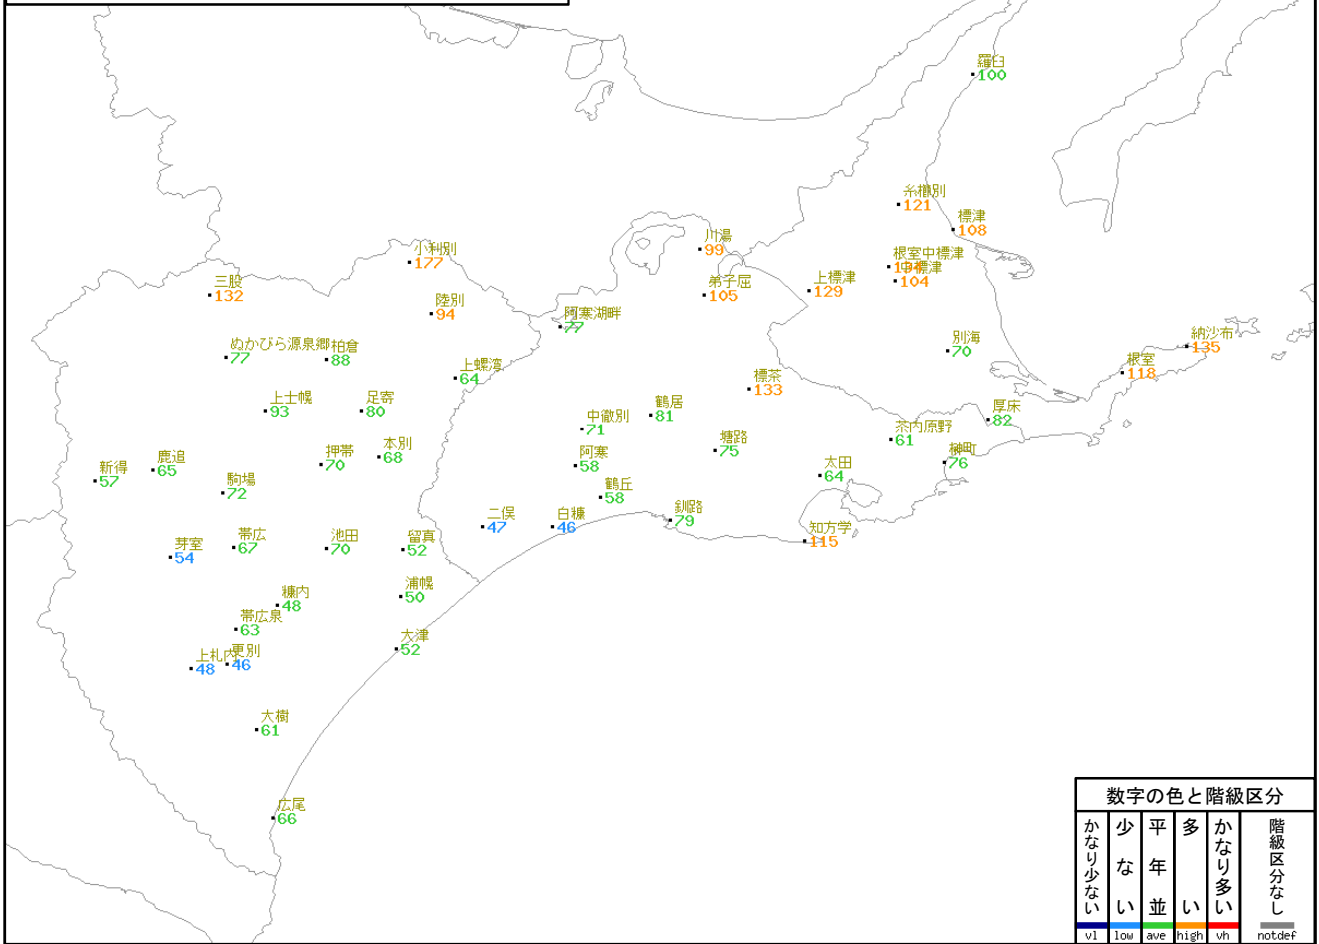 羅臼
100
糸櫛別
121
標津
108
川湯
99
根室中標津
中標津
104
小利別
177
三股
132
弟子屈
105
上標津
129
陸別
94
阿寒湖畔
77
納沙布
135
別海
70
根室
118
ぬかびら源泉郷
77
柏倉
88
上螺湾
64
標茶
133
上士幌
93
足寄
80
鶴居
81
厚床
82
中徹別
71
茶内原野
61
塘路
75
本別
68
押帯
70
鹿追
65
新得
57
阿寒
58
太田
64
榊町
76
駒場
72
鶴丘
58
釧路
79
二俣
47
白糠
46
知方学
115
帯広
67
池田
70
留真
52
芽室
54
浦幌
50
糠内
48
帯広泉
63
大津
52
上札内
48
更別
46
大樹
61
広尾
66
数字の色と階級区分
かなり少ない
少ない
平年並
多い
かなり多い
階級区分なし
vl
low
ave
high
vh
notdef